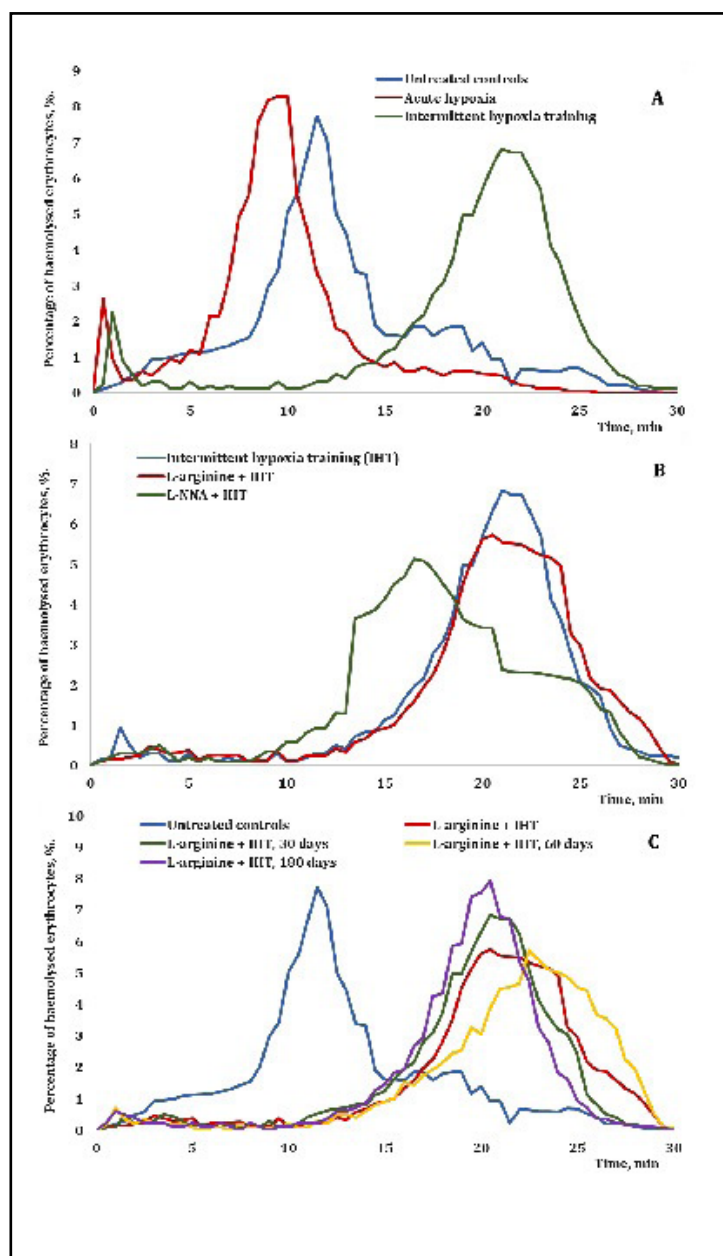 Percentage of haemolysed erythrocytes, %.
9
8
7
6
5
4
3
2
1
0
Untreated controls
Acute hypoxia
Intermittent hypoxia training
A
0 5 10 15 20 25 30
Time, min
Percentage of haemolysed erythrocytes, %.
8
7
6
5
4
3
2
1
0
Intermittent hypoxia training (IHT)
L-arginine + IHT
L-NNA + IHT
B
0 5 10 15 20 25 30
Time, min
Percentage of haemolysed erythrocytes, %.
10
9
8
7
6
5
4
3
2
1
0
Untreated controls
L-arginine + IHT
L-arginine + IHT, 30 days
L-arginine + IHT, 60 days
L-arginine + IHT, 180 days
C
0 5 10 15 20 25 30
Time, min